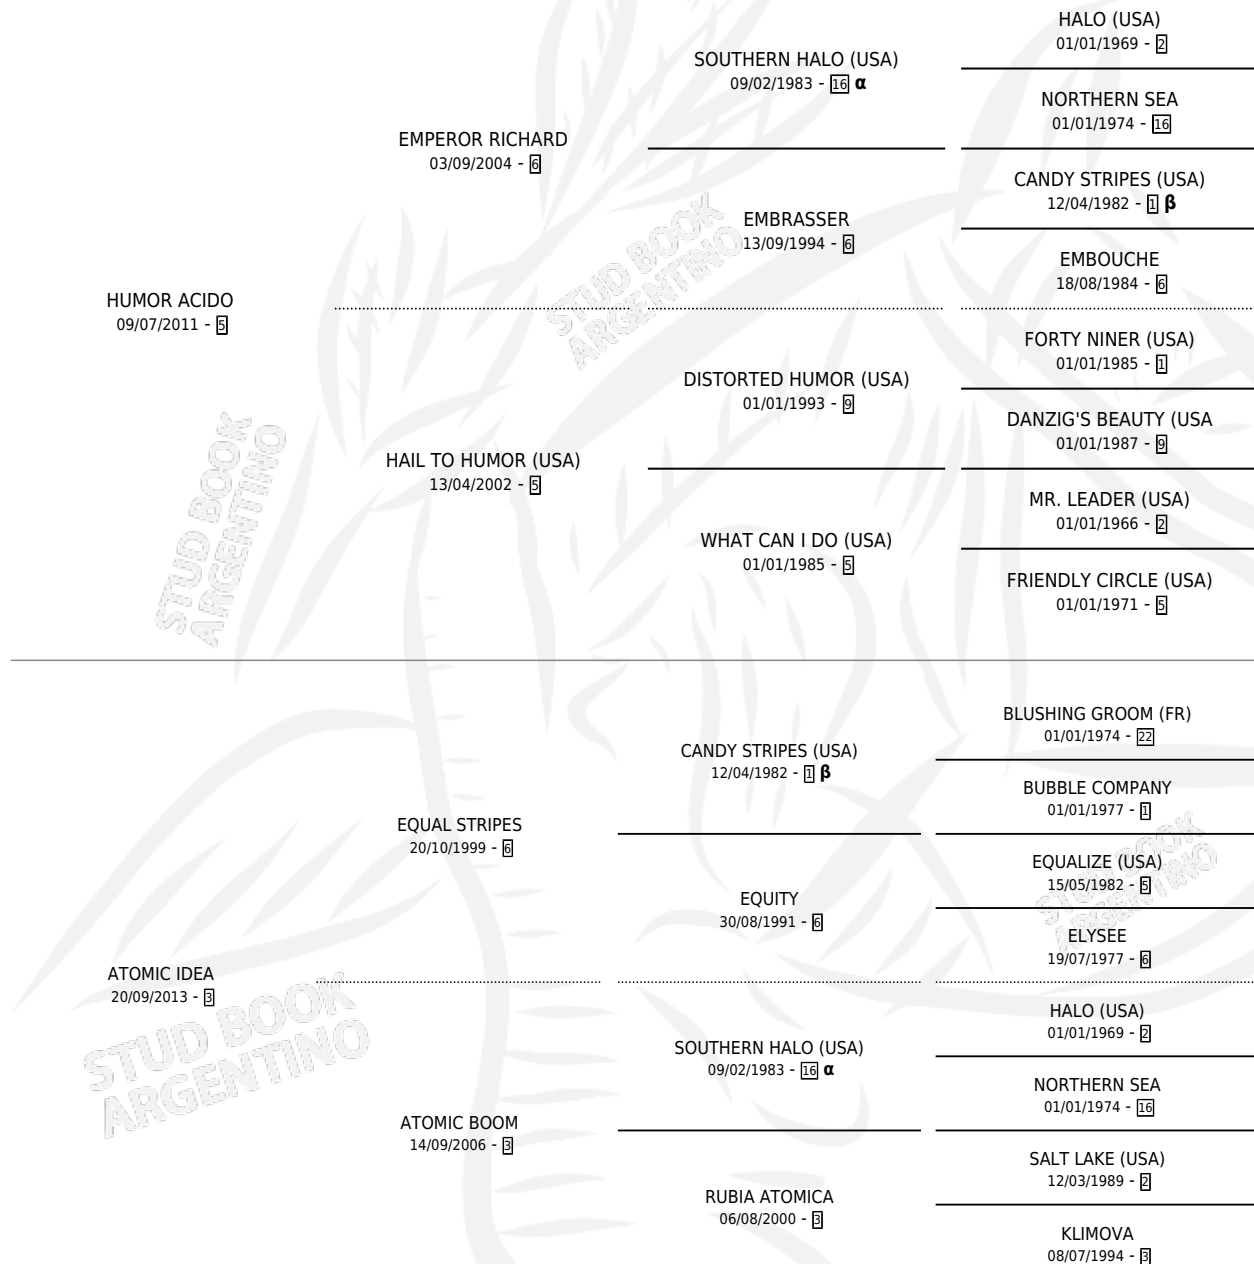 HUMOR ACIDO
09/07/2011 - 5
EMPEROR RICHARD
03/09/2004 - 6
SOUTHERN HALO (USA)
09/02/1983 - 16 α
HALO (USA)
01/01/1969 - 2
NORTHERN SEA
01/01/1974 - 16
EMBRASSER
13/09/1994 - 6
CANDY STRIPES (USA)
12/04/1982 - 1 β
EMBOUCHE
18/08/1984 - 6
HAIL TO HUMOR (USA)
13/04/2002 - 5
DISTORTED HUMOR (USA)
01/01/1993 - 9
FORTY NINER (USA)
01/01/1985 - 1
DANZIG'S BEAUTY (USA
01/01/1987 - 9
WHAT CAN I DO (USA)
01/01/1985 - 5
MR. LEADER (USA)
01/01/1966 - 2
FRIENDLY CIRCLE (USA)
01/01/1971 - 5
ATOMIC IDEA
20/09/2013 - 3
EQUAL STRIPES
20/10/1999 - 6
CANDY STRIPES (USA)
12/04/1982 - 1 β
BLUSHING GROOM (FR)
01/01/1974 - 22
BUBBLE COMPANY
01/01/1977 - 1
EQUITY
30/08/1991 - 6
EQUALIZE (USA)
15/05/1982 - 5
ELYSEE
19/07/1977 - 6
ATOMIC BOOM
14/09/2006 - 3
SOUTHERN HALO (USA)
09/02/1983 - 16 α
HALO (USA)
01/01/1969 - 2
NORTHERN SEA
01/01/1974 - 16
RUBIA ATOMICA
06/08/2000 - 3
SALT LAKE (USA)
12/03/1989 - 2
KLIMOVA
08/07/1994 - 3
STUD BOOK
ARGENTINO
STUD BOOK
ARGENTINO
STUD BOOK
ARGENTINO
STUD BOOK
ARGENTINO